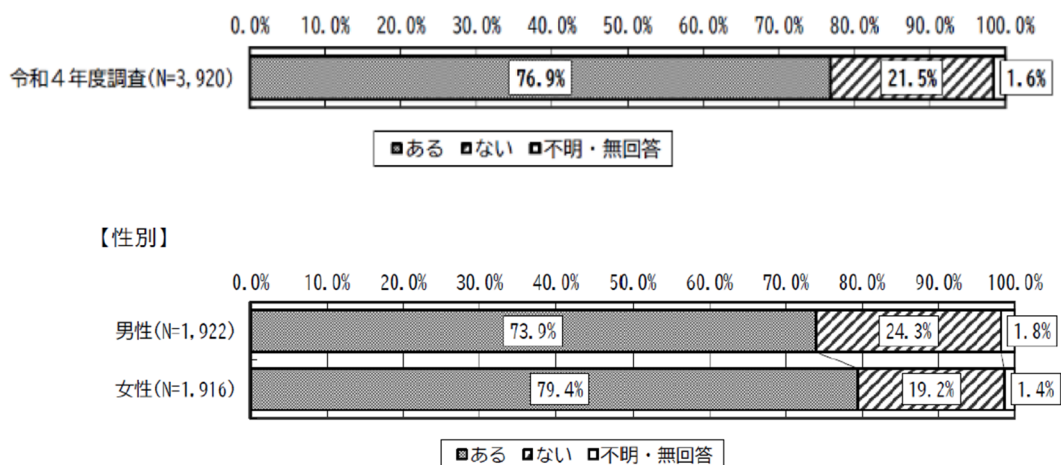 0.0% 10.0% 20.0% 30.0% 40.0% 50.0% 60.0% 70.0% 80.0% 90.0% 100.0%
令和4年度調査(N=3,920) 76.9% 21.5% 1.6%
ある ない 不明・無回答
【性別】
0.0% 10.0% 20.0% 30.0% 40.0% 50.0% 60.0% 70.0% 80.0% 90.0% 100.0%
男性(N=1,922) 73.9% 24.3% 1.8%
女性(N=1,916) 79.4% 19.2% 1.4%
ある ない 不明・無回答